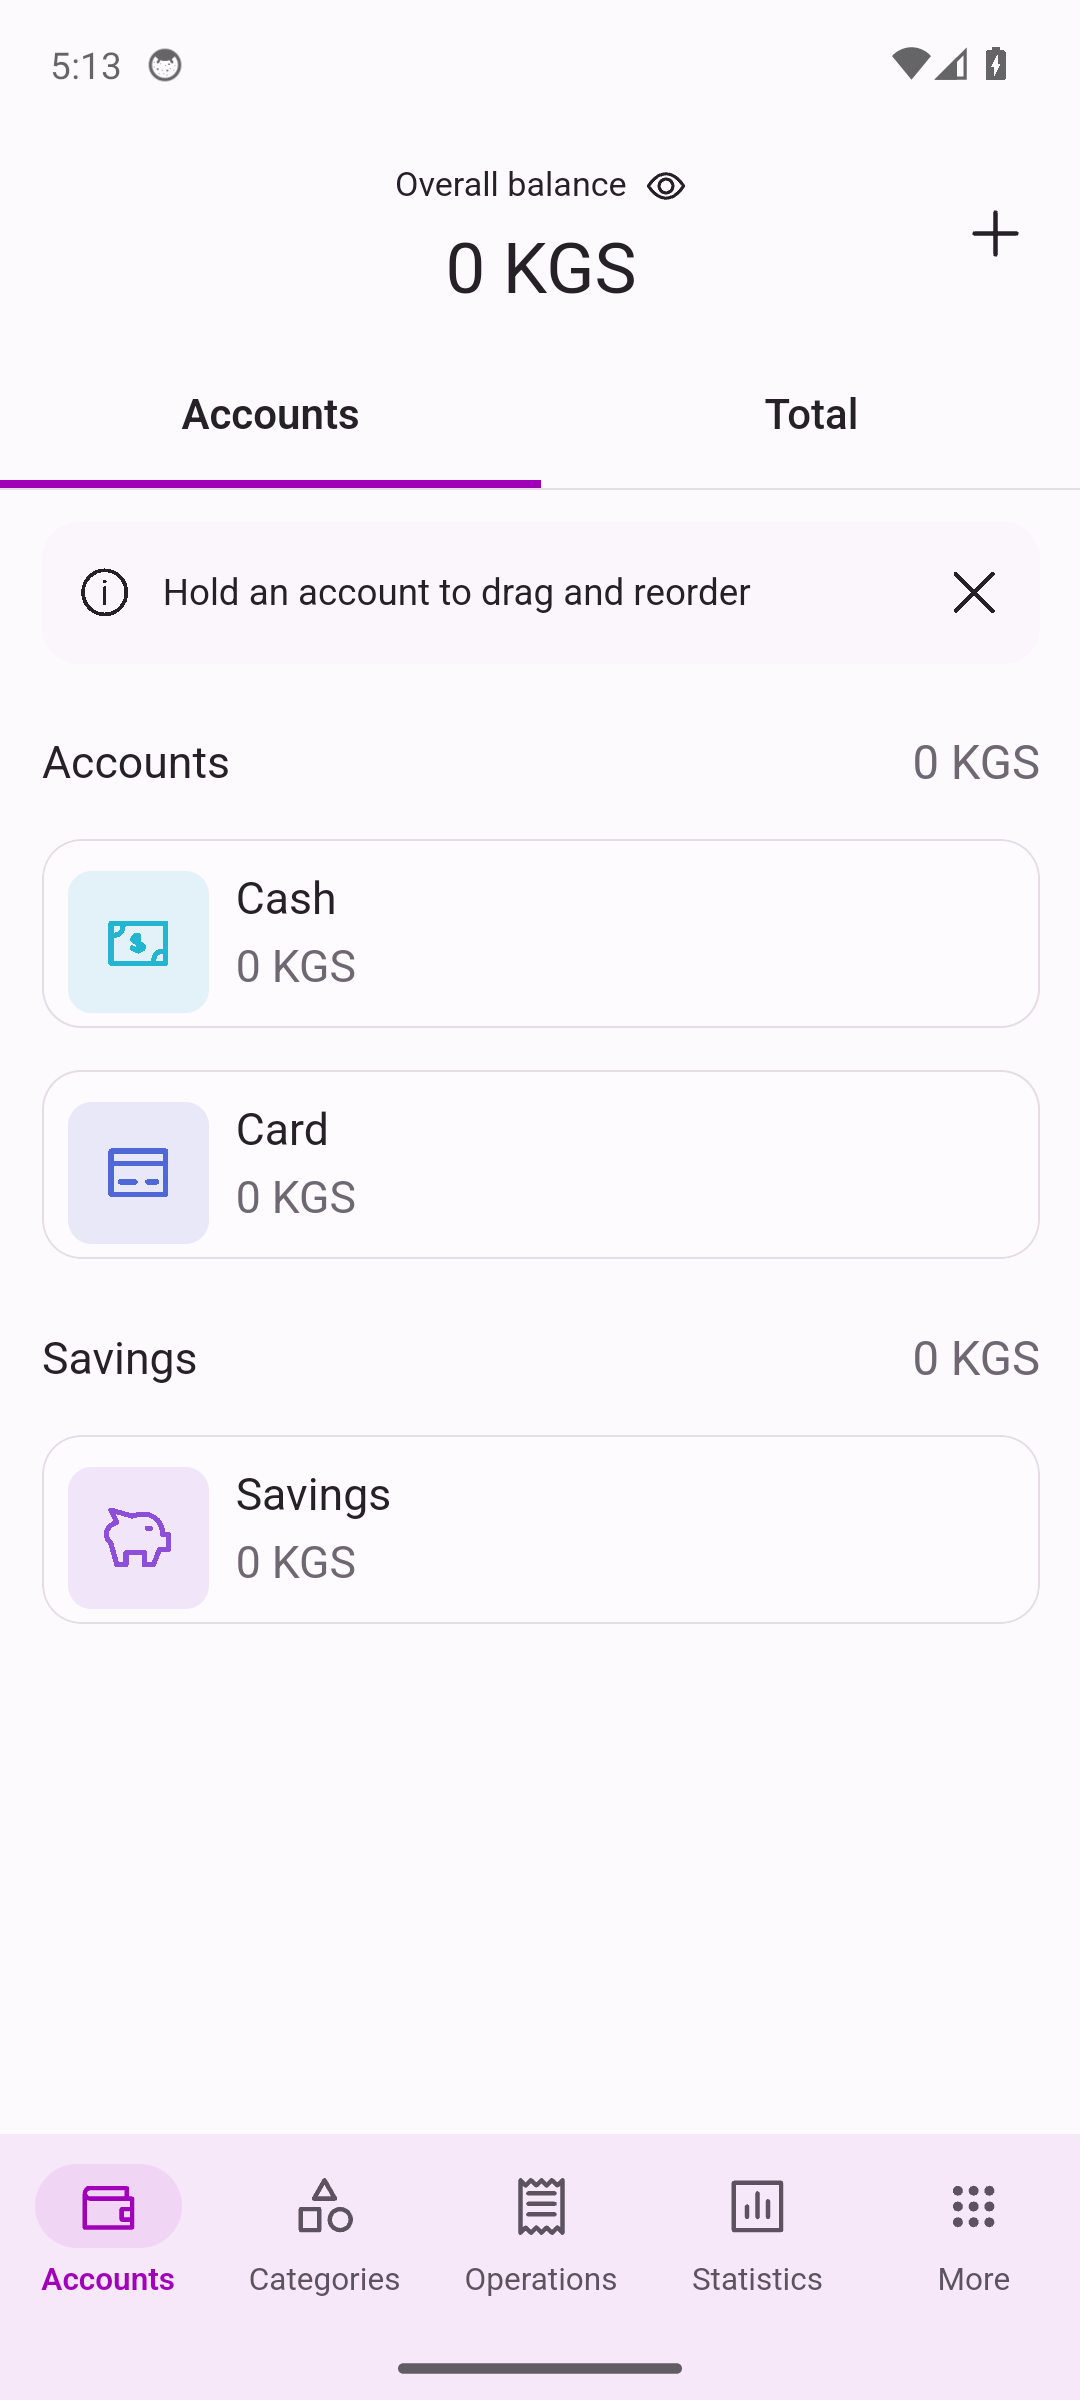 5:13
Overall balance
0 KGS
Accounts
Total
Hold an account to drag and reorder
Accounts
0 KGS
Cash
0 KGS
Card
0 KGS
Savings
0 KGS
Savings
0 KGS
Accounts
Categories
Operations
Statistics
More